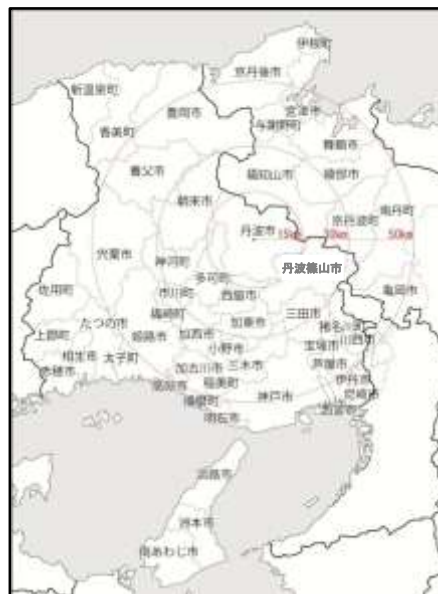 伊根町
京丹後市
新温泉町
豊岡市
宮津市
香美町
与謝野町
舞鶴市
養父市
福知山市
綾部市
朝来市
南丹町
京丹波町
丹波市
15km
30km
50km
宍粟市
神河町
丹波篠山市
多可町
佐用町
市川町
西脇市
亀岡市
福崎町
三田市
たつの市
加東市
猪名川町
上郡町
姫路市
加西市
宝塚市
川西市
小野市
相生市
太子町
三木市
芦屋市
赤穂市
加古川市
伊丹市
高砂市
稲美町
尼崎市
播磨町
神戸市
西宮市
明石市
淡路市
洲本市
南あわじ市